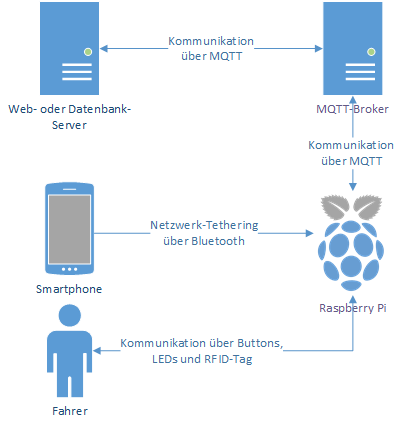 Kommunikation
über MQTT
Web- oder Datenbank-
Server
MQTT-Broker
Kommunikation
über MQTT
Netzwerk-Tethering
über Bluetooth
Smartphone
Raspberry Pi
Kommunikation über Buttons,
LEDs und RFID-Tag
Fahrer